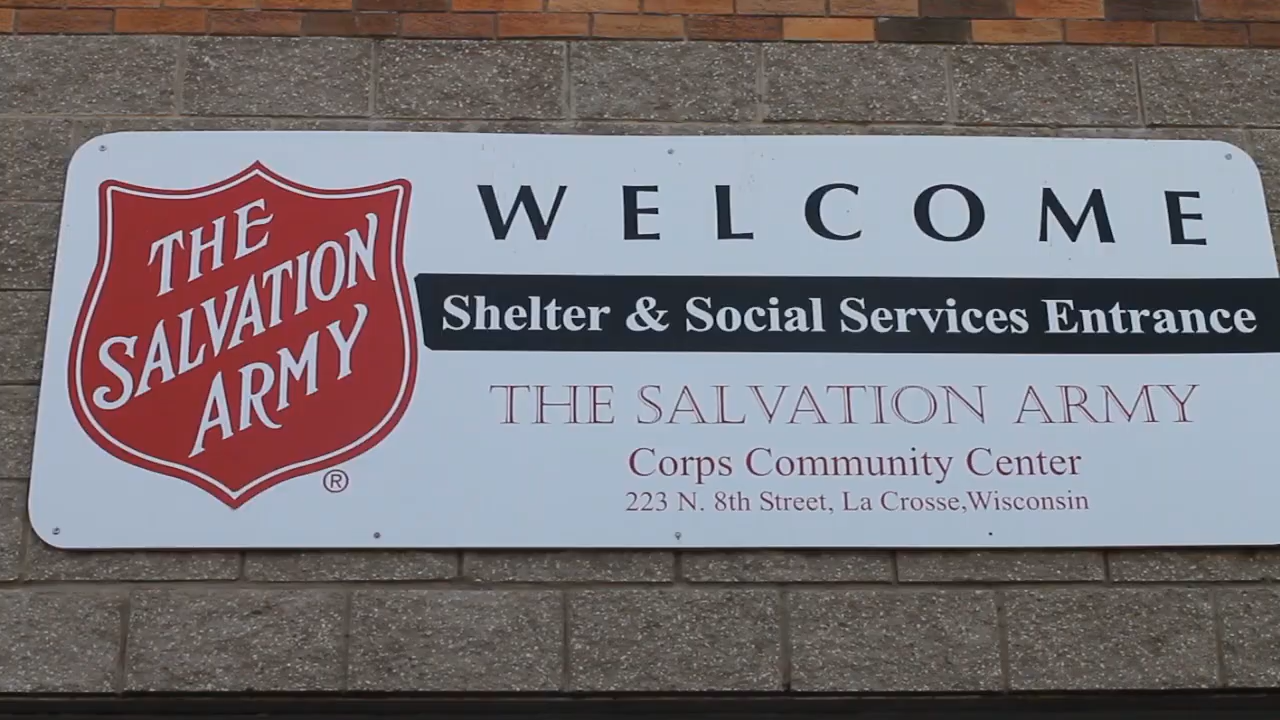 THE
SALVATION
ARMY
®
WELCOME
Shelter & Social Services Entrance
THE SALVATION ARMY
Corps Community Center
223 N. 8th Street, La Crosse,Wisconsin